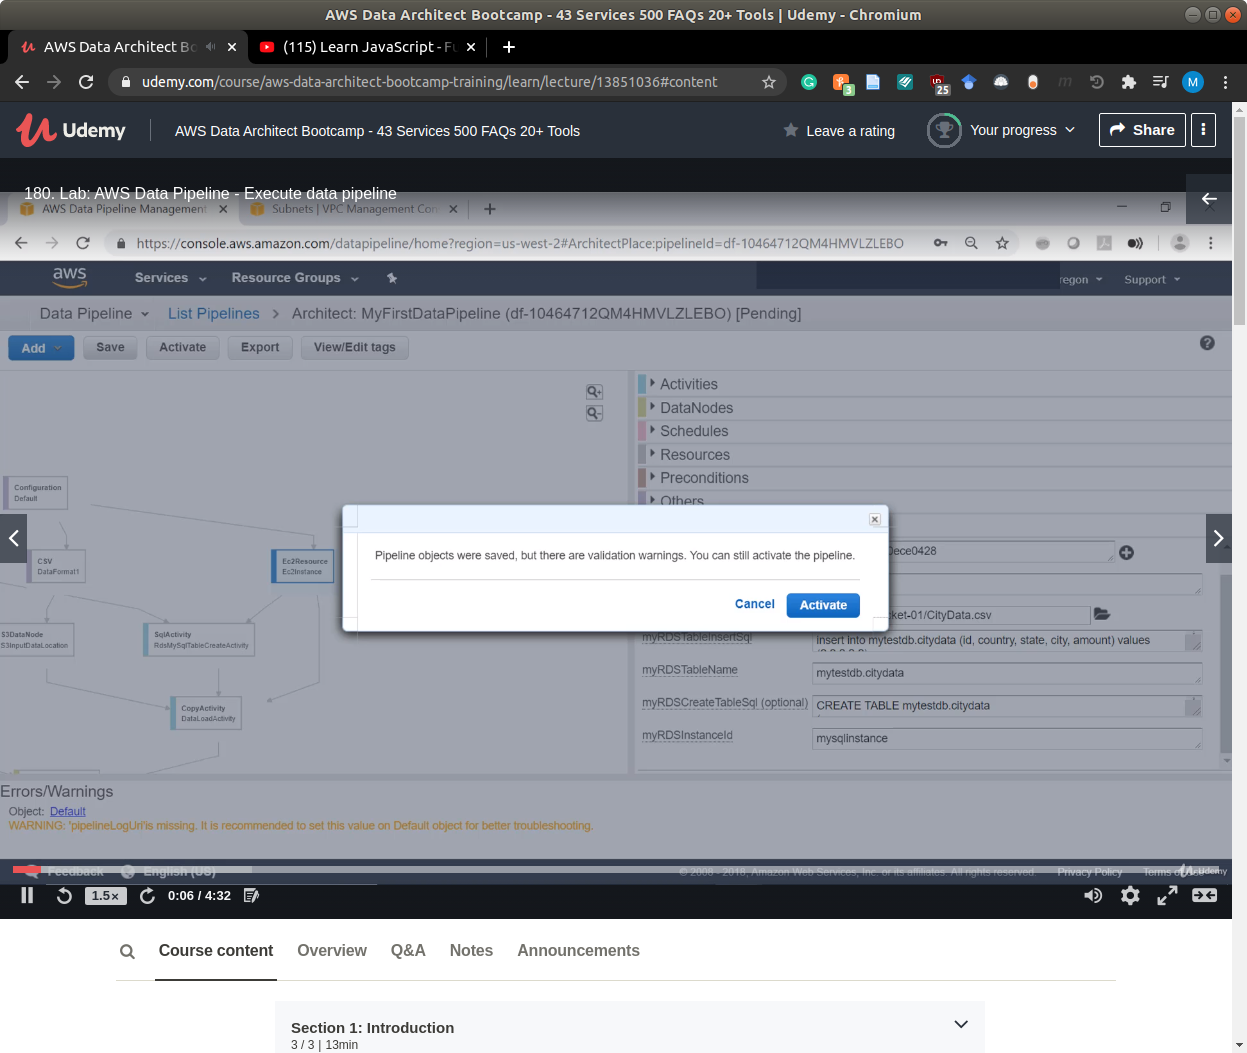 AWS Data Architect Bootcamp - 43 Services 500 FAQs 20+ Tools | Udemy - Chromium
AWS Data Architect Bo
(115) Learn JavaScript - Fu
udemy.com/course/aws-data-architect-bootcamp-training/learn/lecture/13851036#content
3
25
M
Udemy
AWS Data Architect Bootcamp - 43 Services 500 FAQs 20+ Tools
Leave a rating
Your progress
Share
180. Lab: AWS Data Pipeline - Execute data pipeline
AWS Data Pipeline Management
Subnets | VPC Management Con
https://console.aws.amazon.com/datapipeline/home?region=us-west-2#ArchitectPlace:pipelineId=df-10464712QM4HMVLZLEBO
aws
Services
Resource Groups
regon
Support
Data Pipeline
List Pipelines
Architect: MyFirstDataPipeline (df-10464712QM4HMVLZLEBO) [Pending]
Add
Save
Activate
Export
View/Edit tags
Activities
DataNodes
Schedules
Resources
Preconditions
Others
Configuration
Default
CSV
DataFormat1
Ec2Resource
Ec2Instance
S3DataNode
S3InputDataLocation
SqlActivity
RdsMySqlTableCreateActivity
CopyActivity
DataLoadActivity
Pipeline objects were saved, but there are validation warnings. You can still activate the pipeline.
Cancel
Activate
0ece0428
ket-01/CityData.csv
myRDSTableInsertSql
insert into mytestdb.citydata (id, country, state, city, amount) values
myRDSTableName
mytestdb.citydata
myRDSCreateTableSql (optional)
CREATE TABLE mytestdb.citydata
myRDSInstanceId
mysqlinstance
Errors/Warnings
Object: Default
WARNING: 'pipelineLogUri'is missing. It is recommended to set this value on Default object for better troubleshooting.
Feedback
English (US)
© 2008 - 2018, Amazon Web Services, Inc. or its affiliates. All rights reserved.
Privacy Policy
Terms of
Udemy
1.5×
0:06 / 4:32
Course content
Overview
Q&A
Notes
Announcements
Section 1: Introduction
3 / 3 | 13min